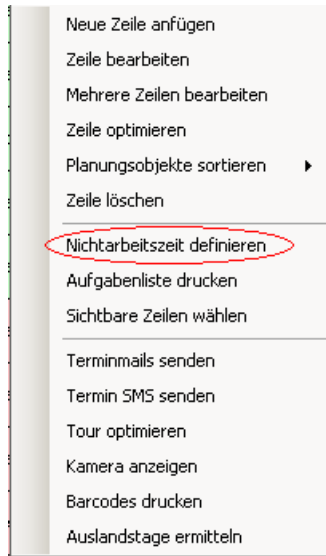 Neue Zeile anfügen
Zeile bearbeiten
Mehrere Zeilen bearbeiten
Zeile optimieren
Planungsobjekte sortieren
Zeile löschen
Nichtarbeitszeit definieren
Aufgabenliste drucken
Sichtbare Zeilen wählen
Terminmails senden
Termin SMS senden
Tour optimieren
Kamera anzeigen
Barcodes drucken
Auslandstage ermitteln